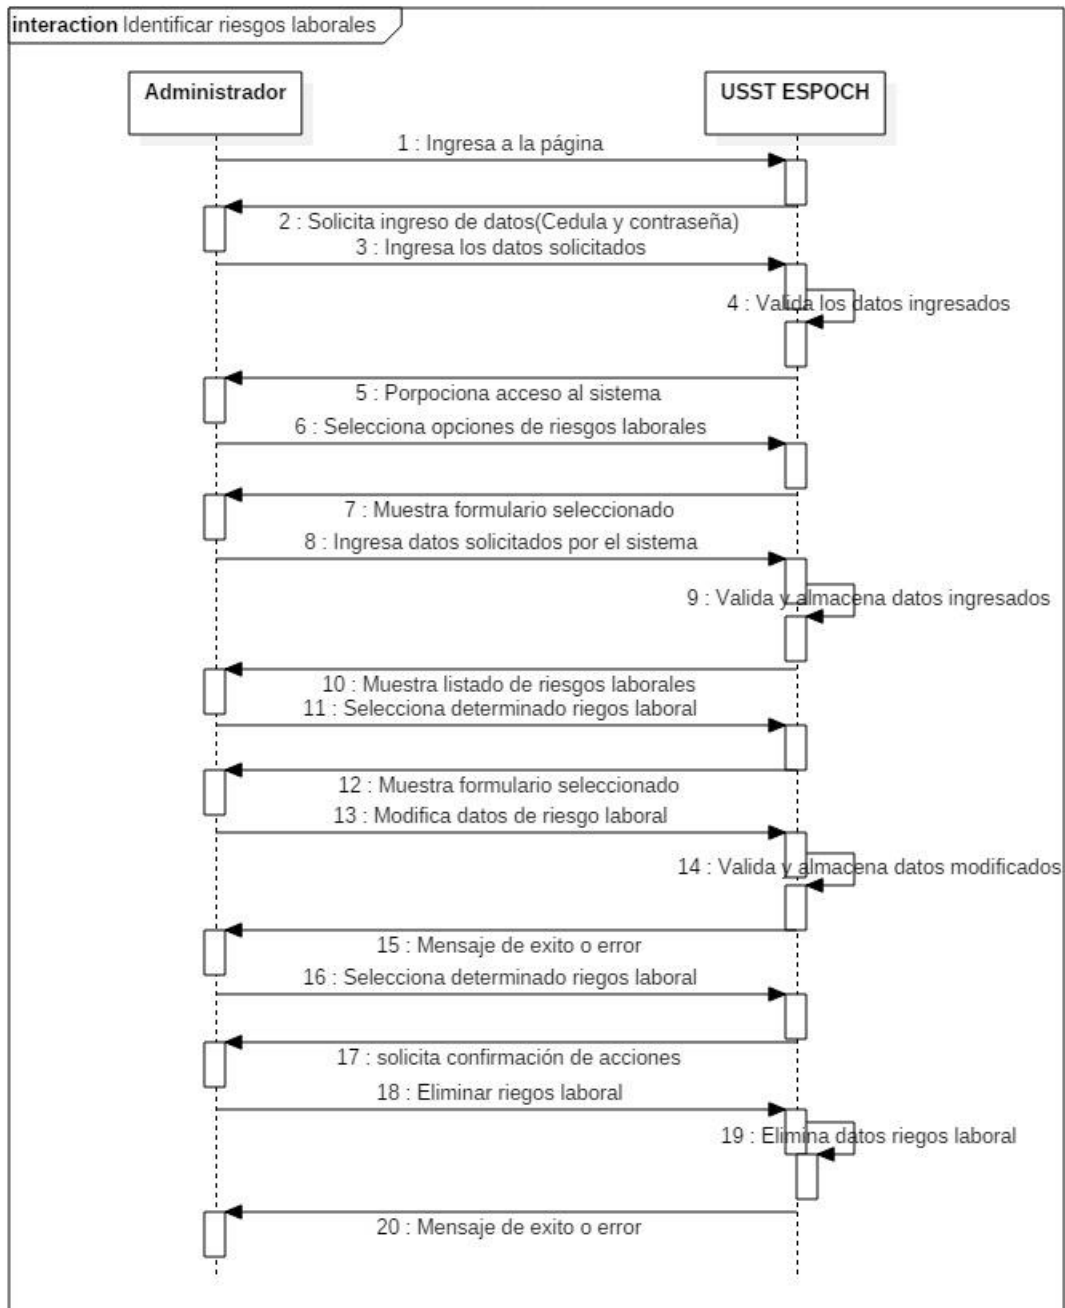 interaction Identificar riesgos laborales
Administrador
USST ESPOCH
1 : Ingresa a la página
2 : Solicita ingreso de datos(Cedula y contraseña)
3 : Ingresa los datos solicitados
4 : Valida los datos ingresados
5 : Porpociona acceso al sistema
6 : Selecciona opciones de riesgos laborales
7 : Muestra formulario seleccionado
8 : Ingresa datos solicitados por el sistema
9 : Valida y almacena datos ingresados
10 : Muestra listado de riesgos laborales
11 : Selecciona determinado riegos laboral
12 : Muestra formulario seleccionado
13 : Modifica datos de riesgo laboral
14 : Valida y almacena datos modificados
15 : Mensaje de exito o error
16 : Selecciona determinado riegos laboral
17 : solicita confirmación de acciones
18 : Eliminar riegos laboral
19 : Elimina datos riegos laboral
20 : Mensaje de exito o error